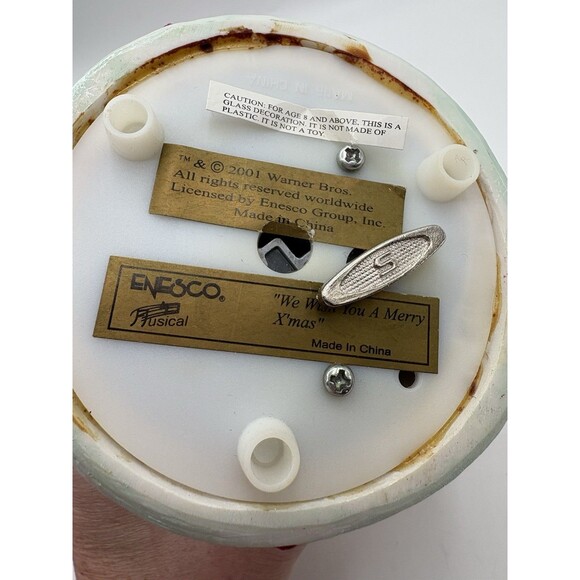 CAUTION: FOR AGE 8 AND ABOVE. THIS IS A
GLASS DECORATION. IT IS NOT MADE OF
PLASTIC. IT IS NOT A TOY
™ & © 2001 Warner Bros.
All rights reserved worldwide
Licensed by Enesco Group, Inc.
Made in China
S
ENESCO®
Musical
"We Wish You A Merry
X'mas"
Made in China